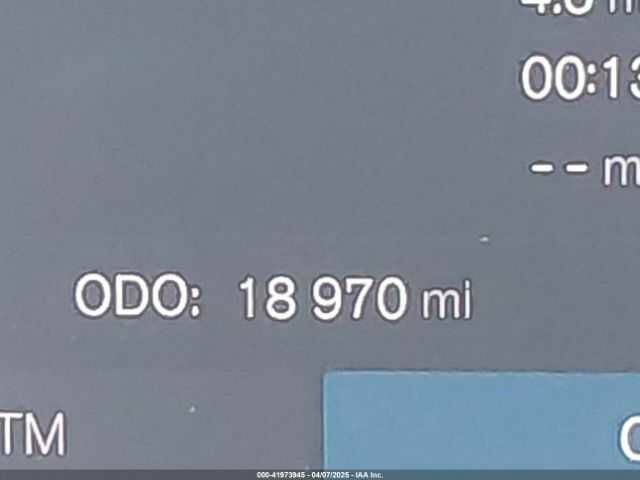 00:13
-- m
ODO: 18 970 mi
TM
000-41973945 - 04/07/2025 - IAA Inc.